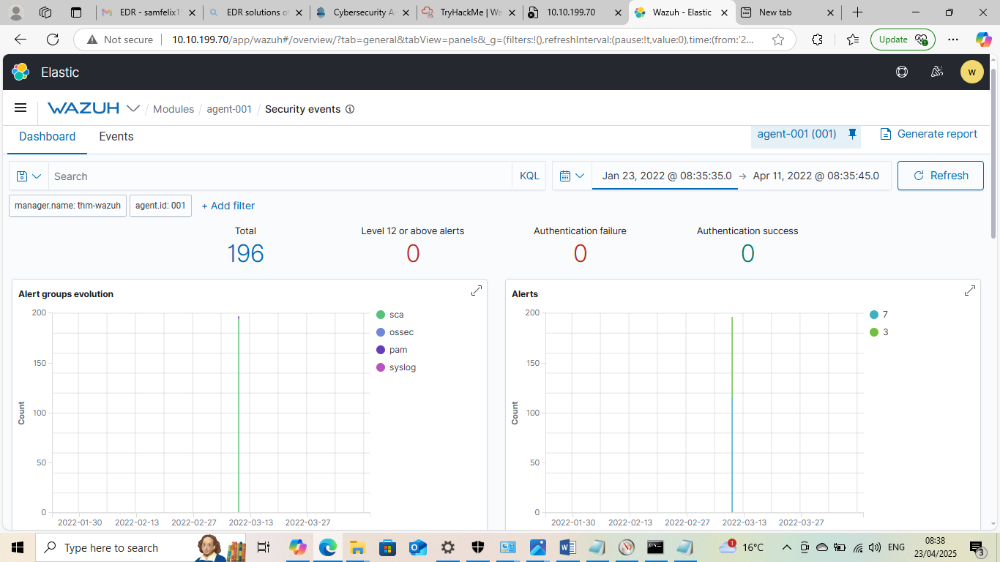 EDR - samfelix1
EDR solutions o
Cybersecurity A
TryHackMe | Wa
10.10.199.70
Wazuh - Elastic
New tab
Not secure
10.10.199.70/app/wazuh#/overview/?tab=general&tabView=panels&_g=(filters:!(),refreshInterval:(pause:!t,value:0),time:(from:'2...
Update
Elastic
W
WAZUH
/ Modules / agent-001 / Security events
Dashboard
Events
agent-001 (001)
Generate report
Search
KQL
Jan 23, 2022 @ 08:35:35.0 → Apr 11, 2022 @ 08:35:45.0
Refresh
manager.name: thm-wazuh
agent.id: 001
+ Add filter
Total
196
Level 12 or above alerts
0
Authentication failure
0
Authentication success
0
Alert groups evolution
200
150
100
50
0
Count
2022-01-30 2022-02-13 2022-02-27 2022-03-13 2022-03-27
sca
ossec
pam
syslog
Alerts
200
150
100
50
0
Count
2022-01-30 2022-02-13 2022-02-27 2022-03-13 2022-03-27
7
3
Type here to search
1
16°C
ENG
08:38
23/04/2025
3